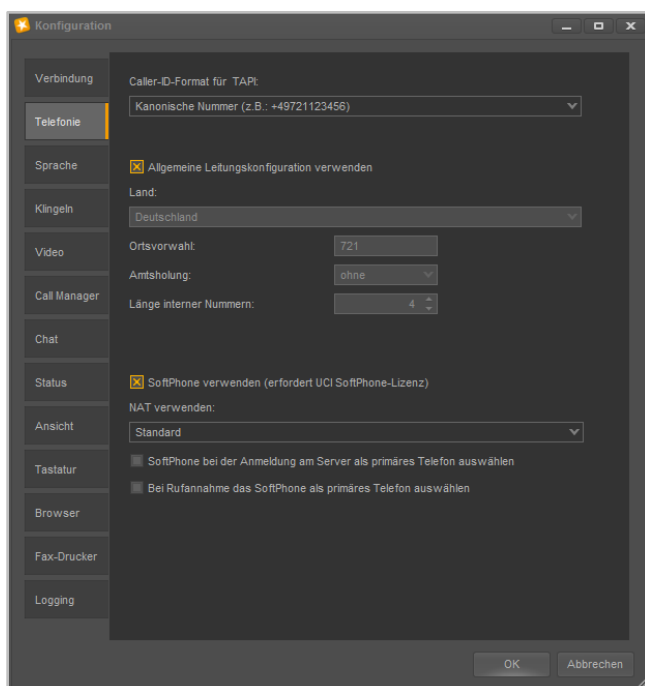 Konfiguration
Verbindung
Telefonie
Sprache
Klingeln
Video
Call Manager
Chat
Status
Ansicht
Tastatur
Browser
Fax-Drucker
Logging
Caller-ID-Format für TAPI:
Kanonische Nummer (z.B.: +49721123456)
Allgemeine Leitungskonfiguration verwenden
Land:
Deutschland
Ortsvorwahl: 721
Amtsholung: ohne
Länge interner Nummern: 4
SoftPhone verwenden (erfordert UCI SoftPhone-Lizenz)
NAT verwenden:
Standard
SoftPhone bei der Anmeldung am Server als primäres Telefon auswählen
Bei Rufannahme das SoftPhone als primäres Telefon auswählen
OK Abbrechen